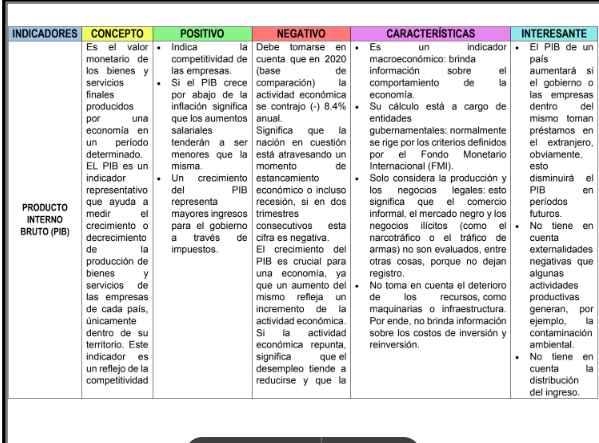 INDICADORES CONCEPTO POSITIVO NEGATIVO CARACTERÍSTICAS INTERESANTE
PRODUCTO
INTERNO
BRUTO (PIB)
Es el valor
monetario de
los bienes y
servicios
finales
producidos
por una
economía en
un período
determinado.
EL PIB es un
indicador
representativo
que ayuda a
medir el
crecimiento o
decrecimiento
de la
producción de
bienes y
servicios de
las empresas
de cada país,
únicamente
dentro de su
territorio. Este
indicador es
un reflejo de la
competitividad
• Indica la
competitividad de
las empresas.
• Si el PIB crece
por abajo de la
inflación significa
que los aumentos
salariales
tenderán a ser
menores que la
misma.
• Un crecimiento
del PIB
representa
mayores ingresos
para el gobierno
a través de
impuestos.
Debe tomarse en
cuenta que en 2020
(base de
comparación) la
actividad económica
se contrajo (-) 8.4%
anual.
Significa que la
nación en cuestión
está atravesando un
momento de
estancamiento
económico o incluso
recesión, si en dos
trimestres
consecutivos esta
cifra es negativa.
El crecimiento del
PIB es crucial para
una economía, ya
que un aumento del
mismo refleja un
incremento de la
actividad económica.
Si la actividad
económica repunta,
significa que el
desempleo tiende a
reducirse y que la
• Es un indicador
macroeconómico: brinda
información sobre el
comportamiento de la
economía.
• Su cálculo está a cargo de
entidades
gubernamentales: normalmente
se rige por los criterios definidos
por el Fondo Monetario
Internacional (FMI).
• Solo considera la producción y
los negocios legales: esto
significa que el comercio
informal, el mercado negro y los
negocios ilícitos (como el
narcotráfico o el tráfico de
armas) no son evaluados, entre
otras cosas, porque no dejan
registro.
• No toma en cuenta el deterioro
de los recursos, como
maquinarias o infraestructura.
Por ende, no brinda información
sobre los costos de inversión y
reinversión.
• El PIB de un
país
aumentará si
el gobierno o
las empresas
dentro del
mismo toman
préstamos en
el extranjero,
obviamente,
esto
disminuirá el
PIB en
períodos
futuros.
• No tiene en
cuenta
externalidades
negativas que
algunas
actividades
productivas
generan, por
ejemplo, la
contaminación
ambiental.
• No tiene en
cuenta la
distribución
del ingreso.